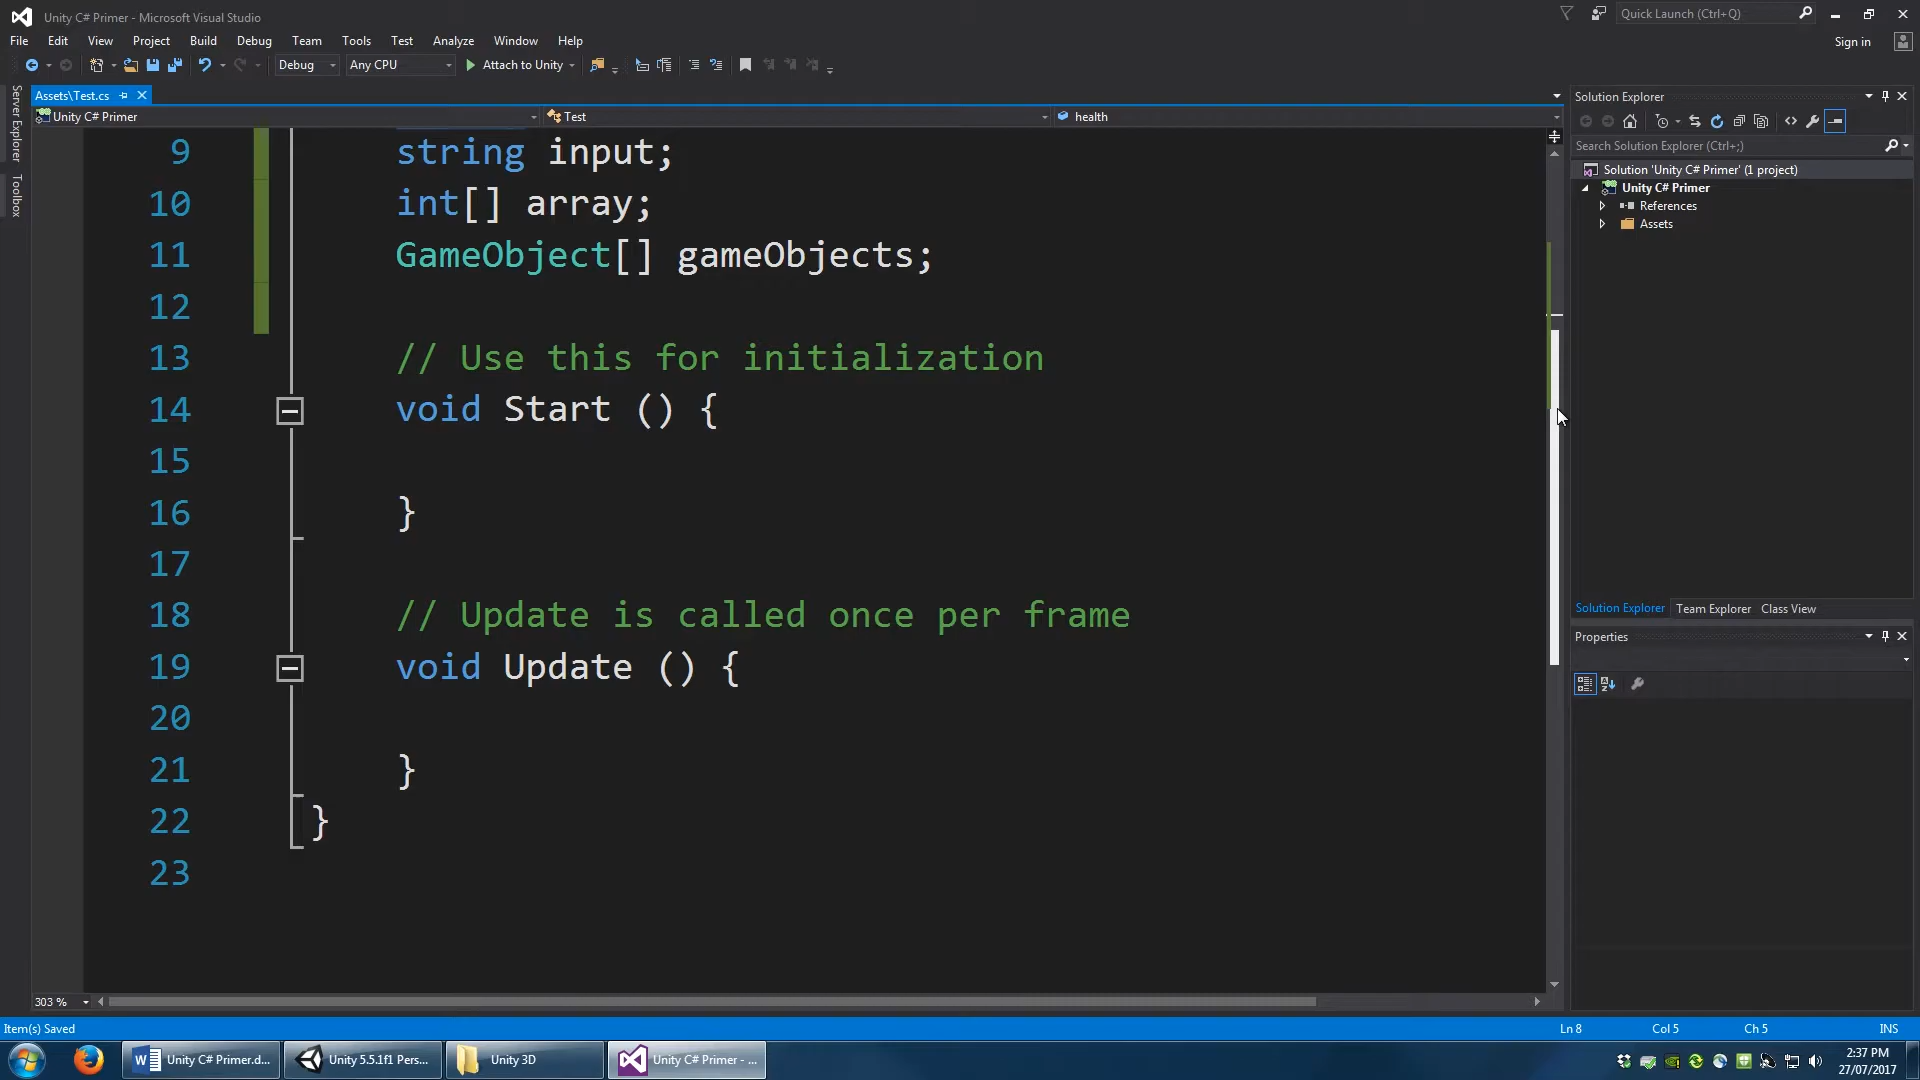 Unity C# Primer - Microsoft Visual Studio
Quick Launch (Ctrl+Q)
File Edit View Project Build Debug Team Tools Test Analyze Window Help
Sign in
Debug Any CPU Attach to Unity
Server Explorer
Toolbox
Assets\Test.cs
Unity C# Primer Test health
9 string input;
10 int[] array;
11 GameObject[] gameObjects;
12
13 // Use this for initialization
14 void Start () {
15
16 }
17
18 // Update is called once per frame
19 void Update () {
20
21 }
22 }
23
303 %
Solution Explorer
Search Solution Explorer (Ctrl+;)
Solution 'Unity C# Primer' (1 project)
Unity C# Primer
References
Assets
Solution Explorer Team Explorer Class View
Properties
Item(s) Saved Ln 8 Col 5 Ch 5 INS
Unity C# Primer.d... Unity 5.5.1f1 Pers... Unity 3D Unity C# Primer - ...
2:37 PM
27/07/2017